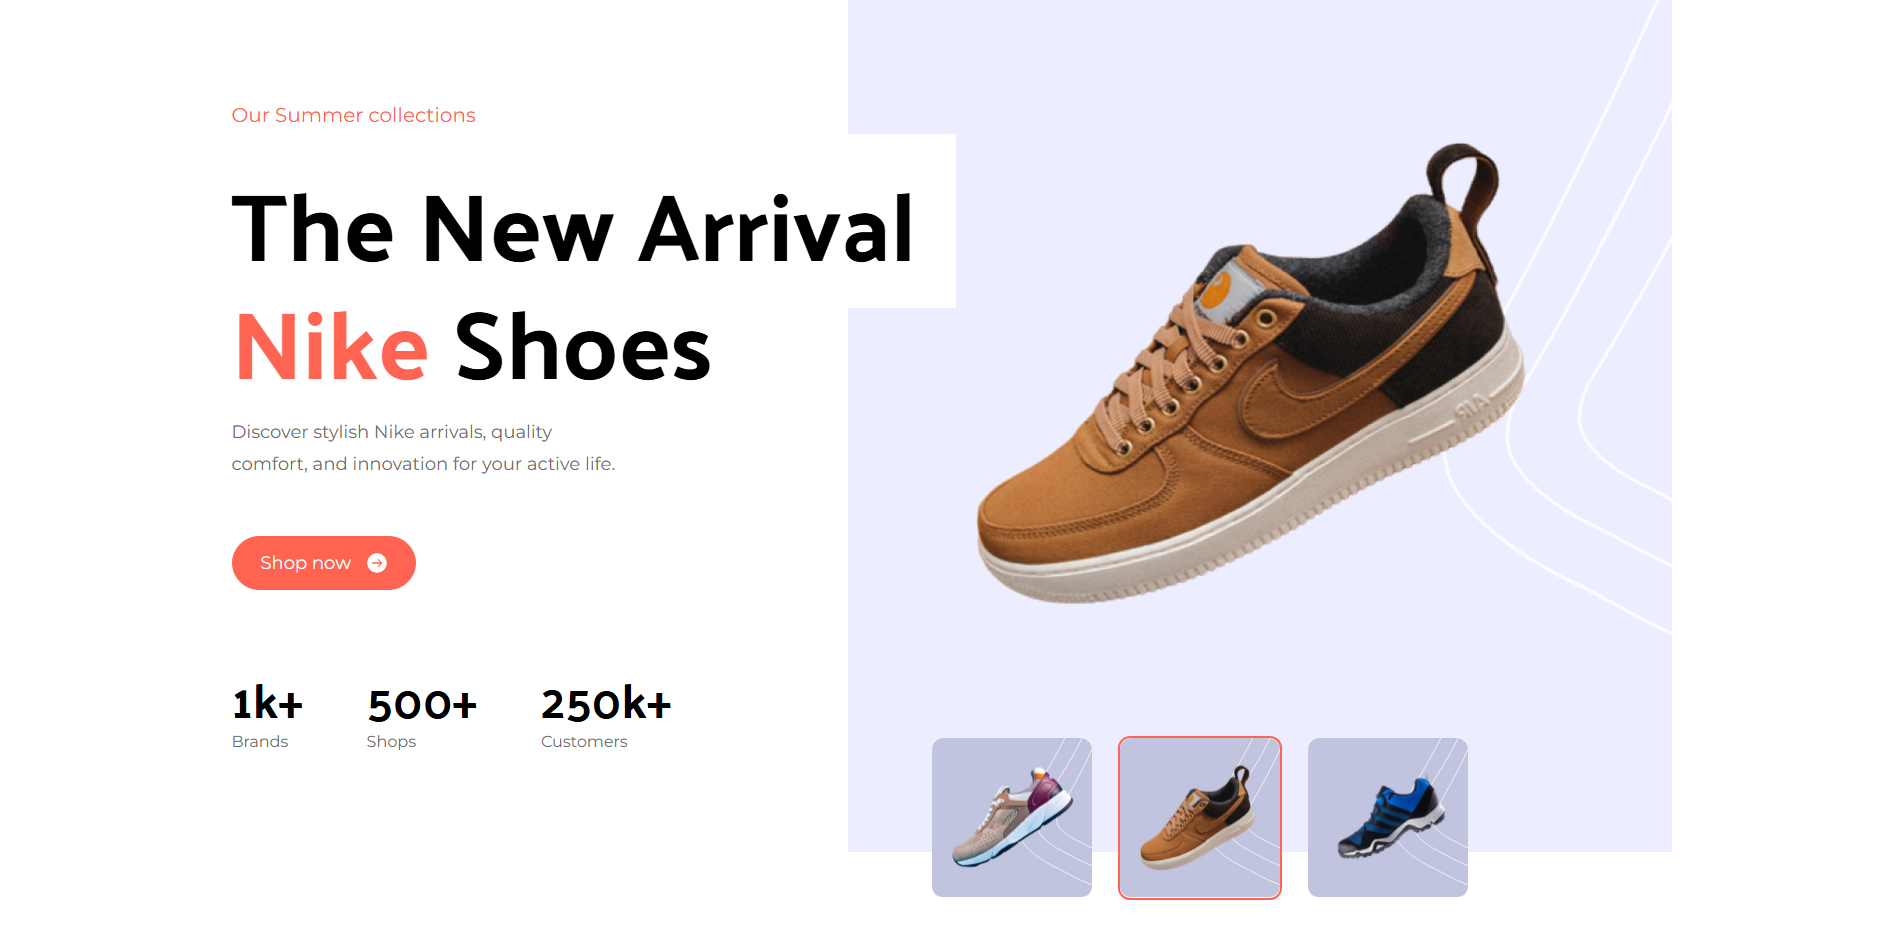 Our Summer collections
The New Arrival
Nike Shoes
Discover stylish Nike arrivals, quality
comfort, and innovation for your active life.
Shop now
1k+
Brands
500+
Shops
250k+
Customers
AIR